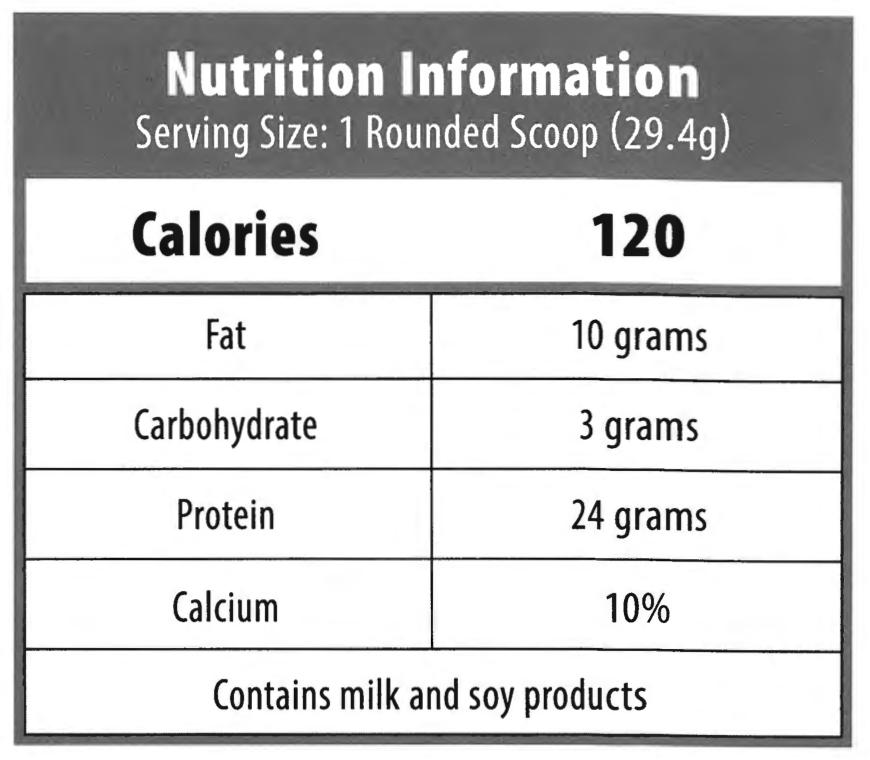 Nutrition Information
Serving Size: 1 Rounded Scoop (29.4g)
Calories 120
Fat 10 grams
Carbohydrate 3 grams
Protein 24 grams
Calcium 10%
Contains milk and soy products